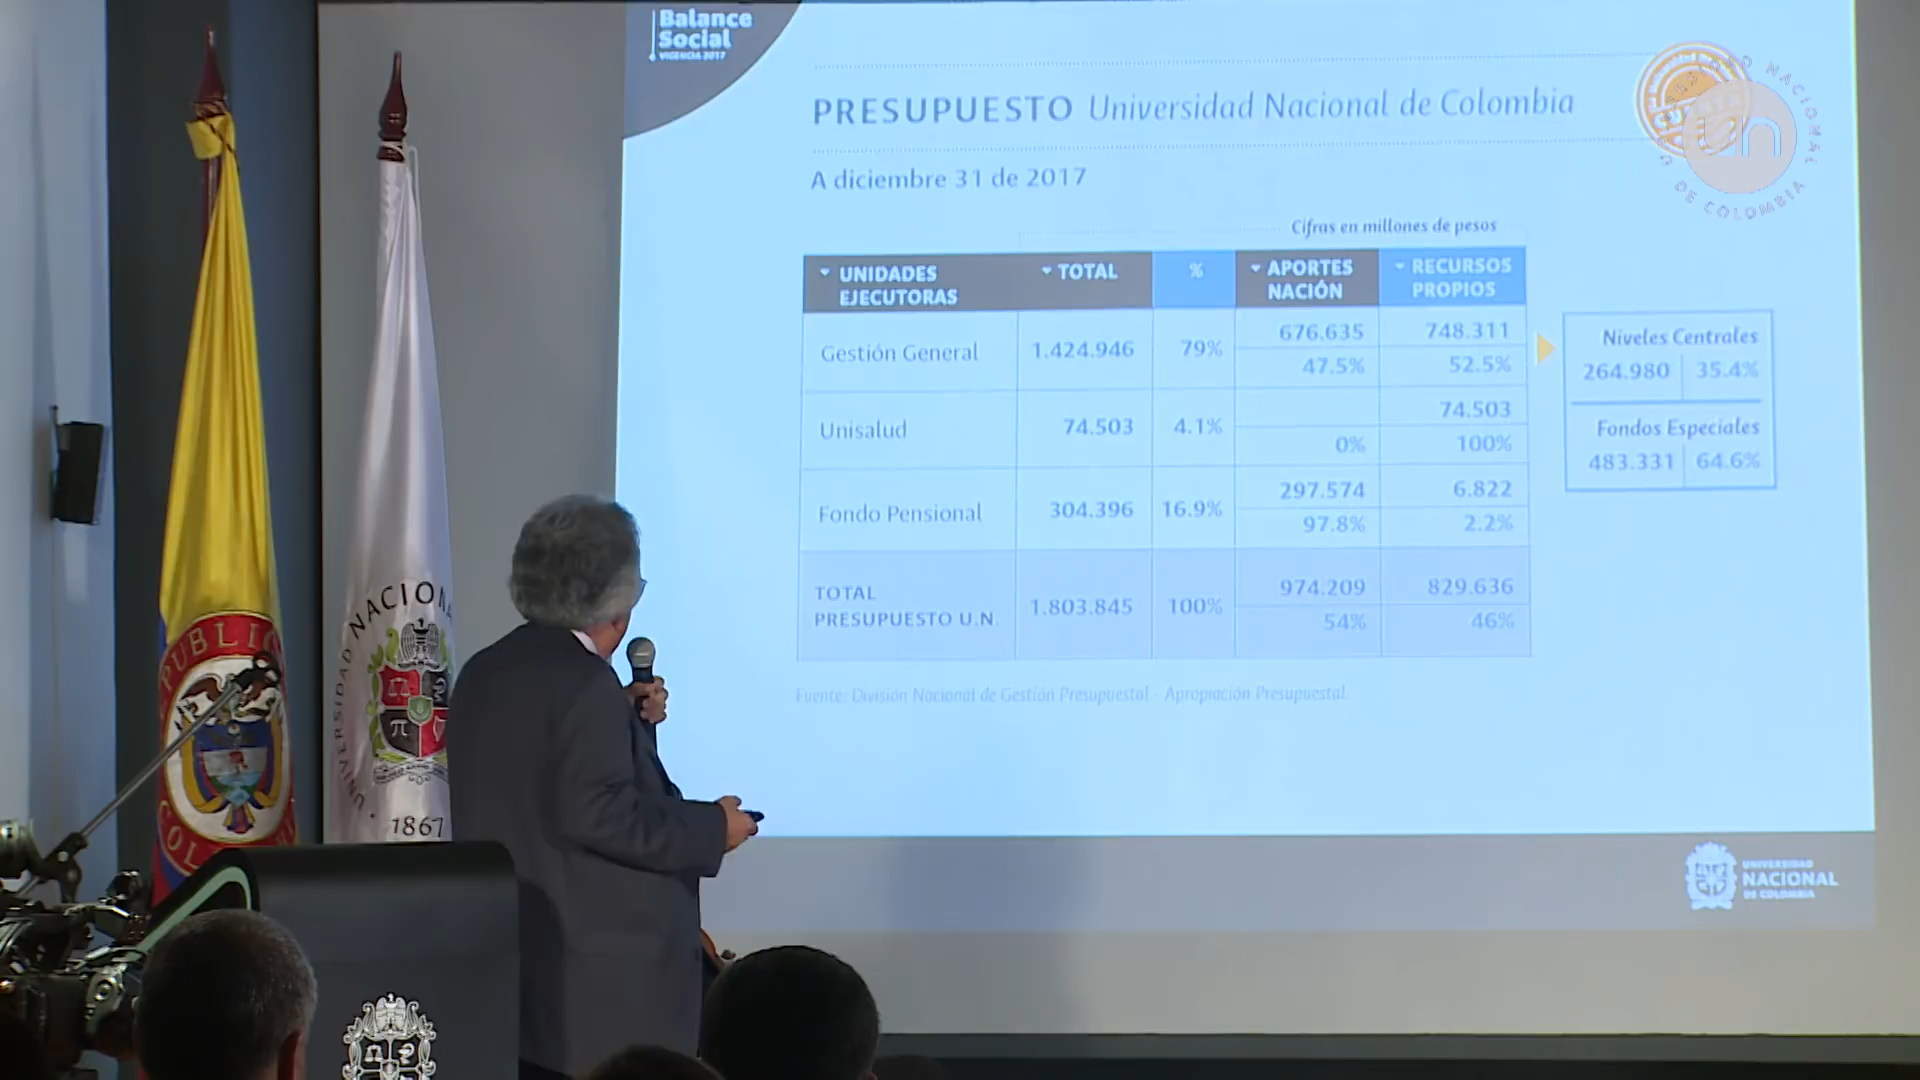 Balance
Social
VIGENCIA 2017
PRESUPUESTO Universidad Nacional de Colombia
A diciembre 31 de 2017
Cifras en millones de pesos
UNIDADES EJECUTORAS TOTAL % APORTES NACIÓN RECURSOS PROPIOS
Gestión General 1.424.946 79% 676.635 748.311
47.5% 52.5%
Unisalud 74.503 4.1% 74.503
0% 100%
Fondo Pensional 304.396 16.9% 297.574 6.822
97.8% 2.2%
TOTAL PRESUPUESTO U.N. 1.803.845 100% 974.209 829.636
54% 46%
Niveles Centrales
264.980 35.4%
Fondos Especiales
483.331 64.6%
Fuente: División Nacional de Gestión Presupuestal - Apropiación Presupuestal.
UNIVERSIDAD
NACIONAL
DE COLOMBIA
UNIVERSIDAD NACIONAL DE COLOMBIA
un
UNIVERSIDAD NACION
1867
PUBLIC
COL